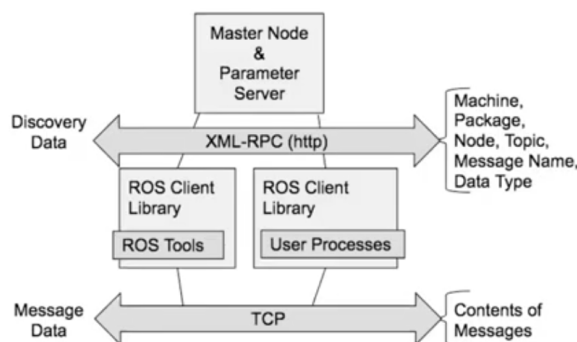 Master Node
&
Parameter
Server
Discovery
Data
XML-RPC (http)
Machine,
Package,
Node, Topic,
Message Name,
Data Type
ROS Client
Library
ROS Tools
ROS Client
Library
User Processes
Message
Data
TCP
Contents of
Messages